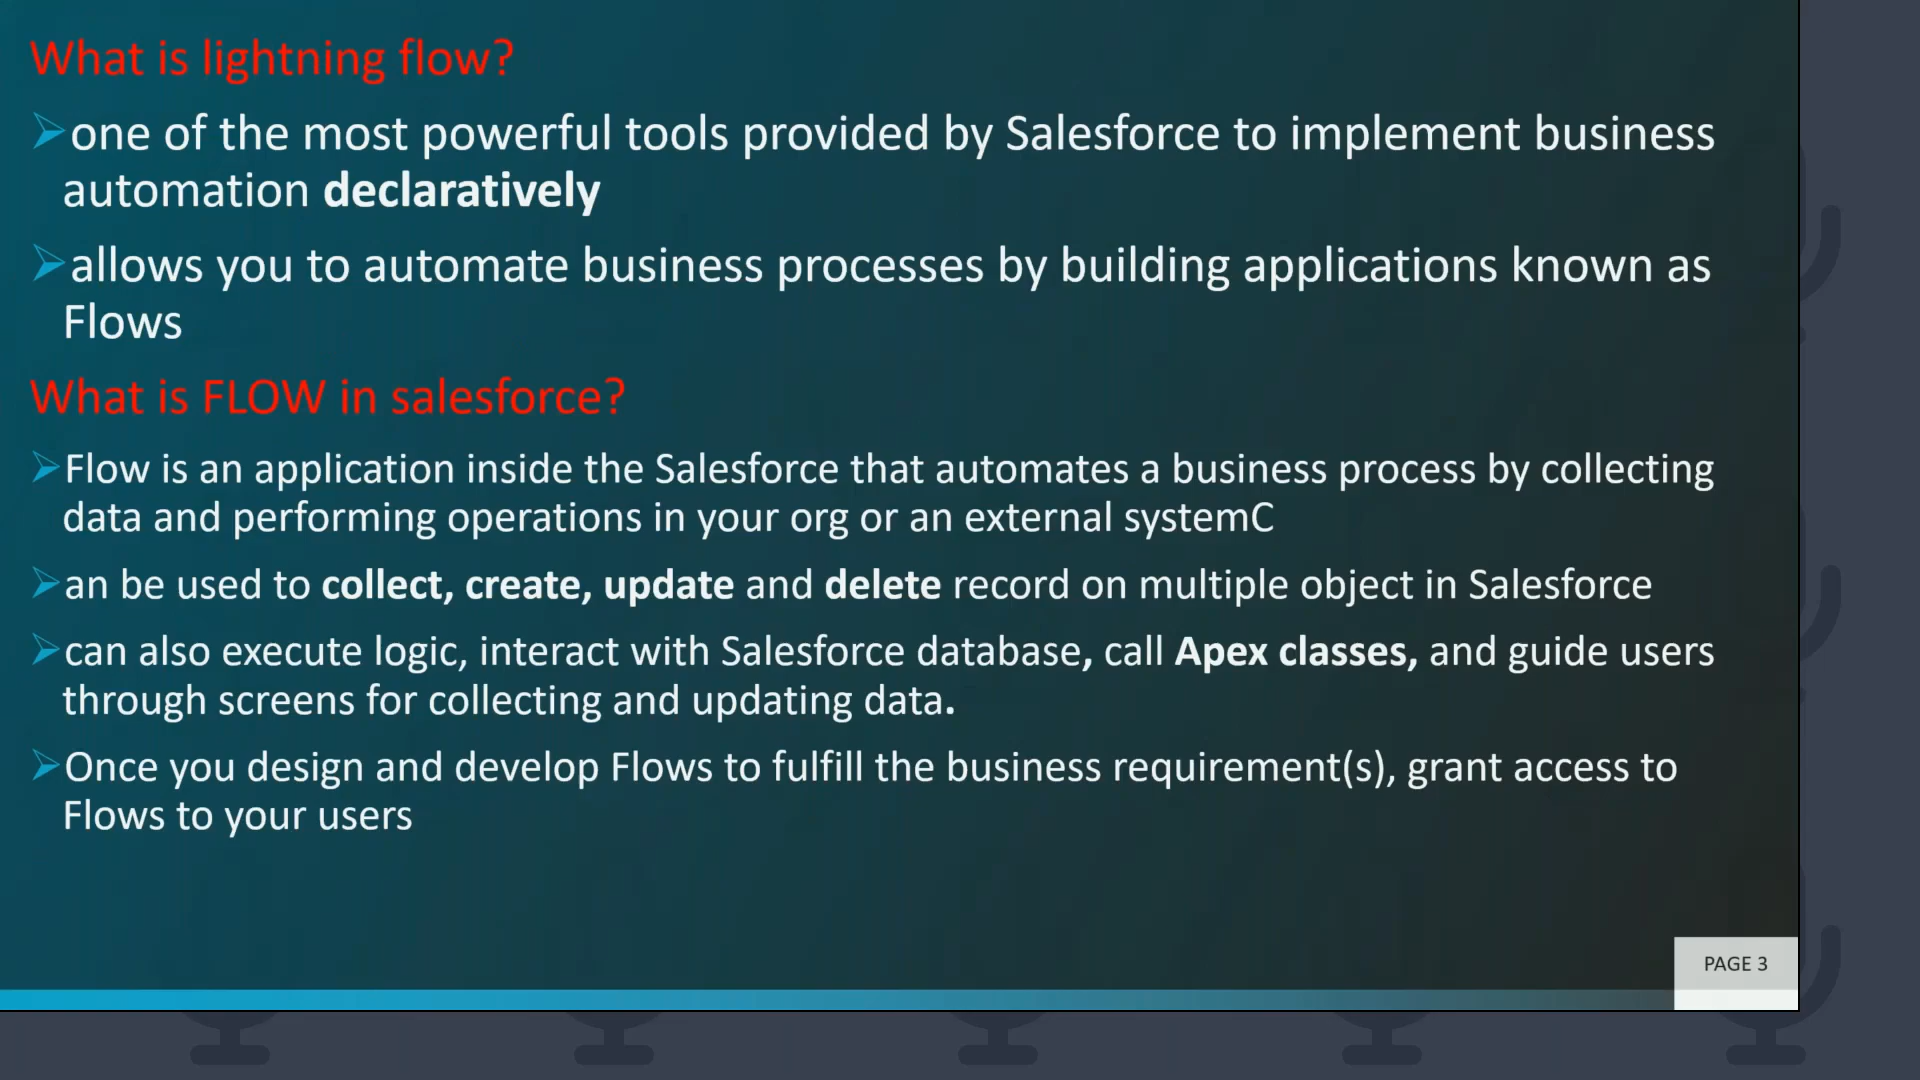 What is lightning flow?
➢one of the most powerful tools provided by Salesforce to implement business
automation declaratively
➢allows you to automate business processes by building applications known as
Flows
What is FLOW in salesforce?
➢Flow is an application inside the Salesforce that automates a business process by collecting
data and performing operations in your org or an external systemC
➢an be used to collect, create, update and delete record on multiple object in Salesforce
➢can also execute logic, interact with Salesforce database, call Apex classes, and guide users
through screens for collecting and updating data.
➢Once you design and develop Flows to fulfill the business requirement(s), grant access to
Flows to your users
PAGE 3